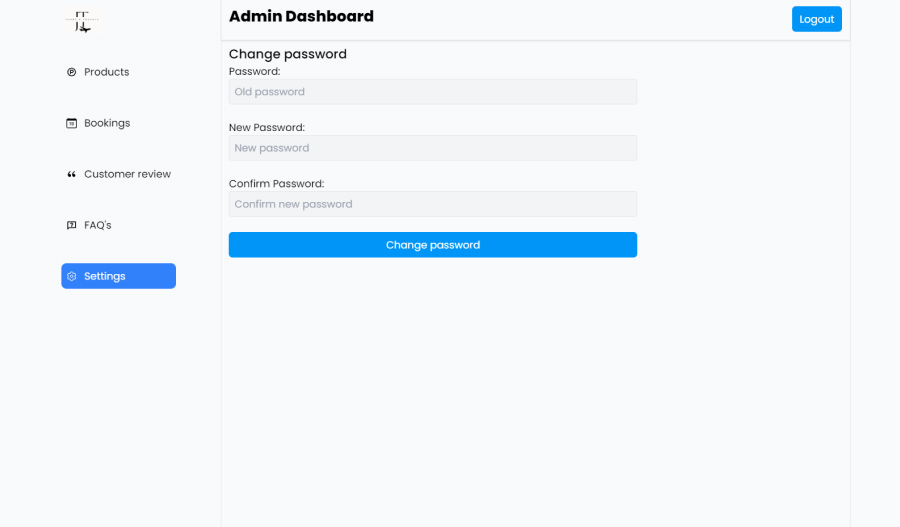 Admin Dashboard
Logout
Products
Bookings
Customer review
FAQ's
Settings
Change password
Password:
Old password
New Password:
New password
Confirm Password:
Confirm new password
Change password